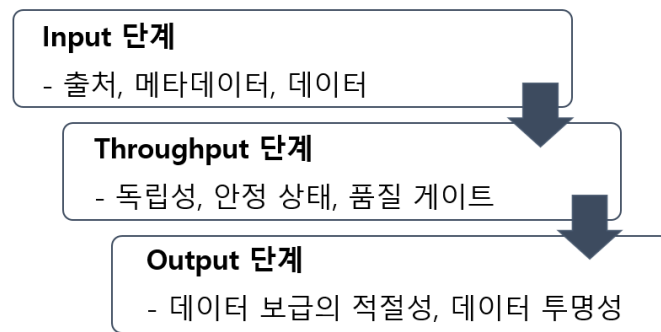 Input 단계
- 출처, 메타데이터, 데이터
Throughput 단계
- 독립성, 안정 상태, 품질 게이트
Output 단계
- 데이터 보급의 적절성, 데이터 투명성